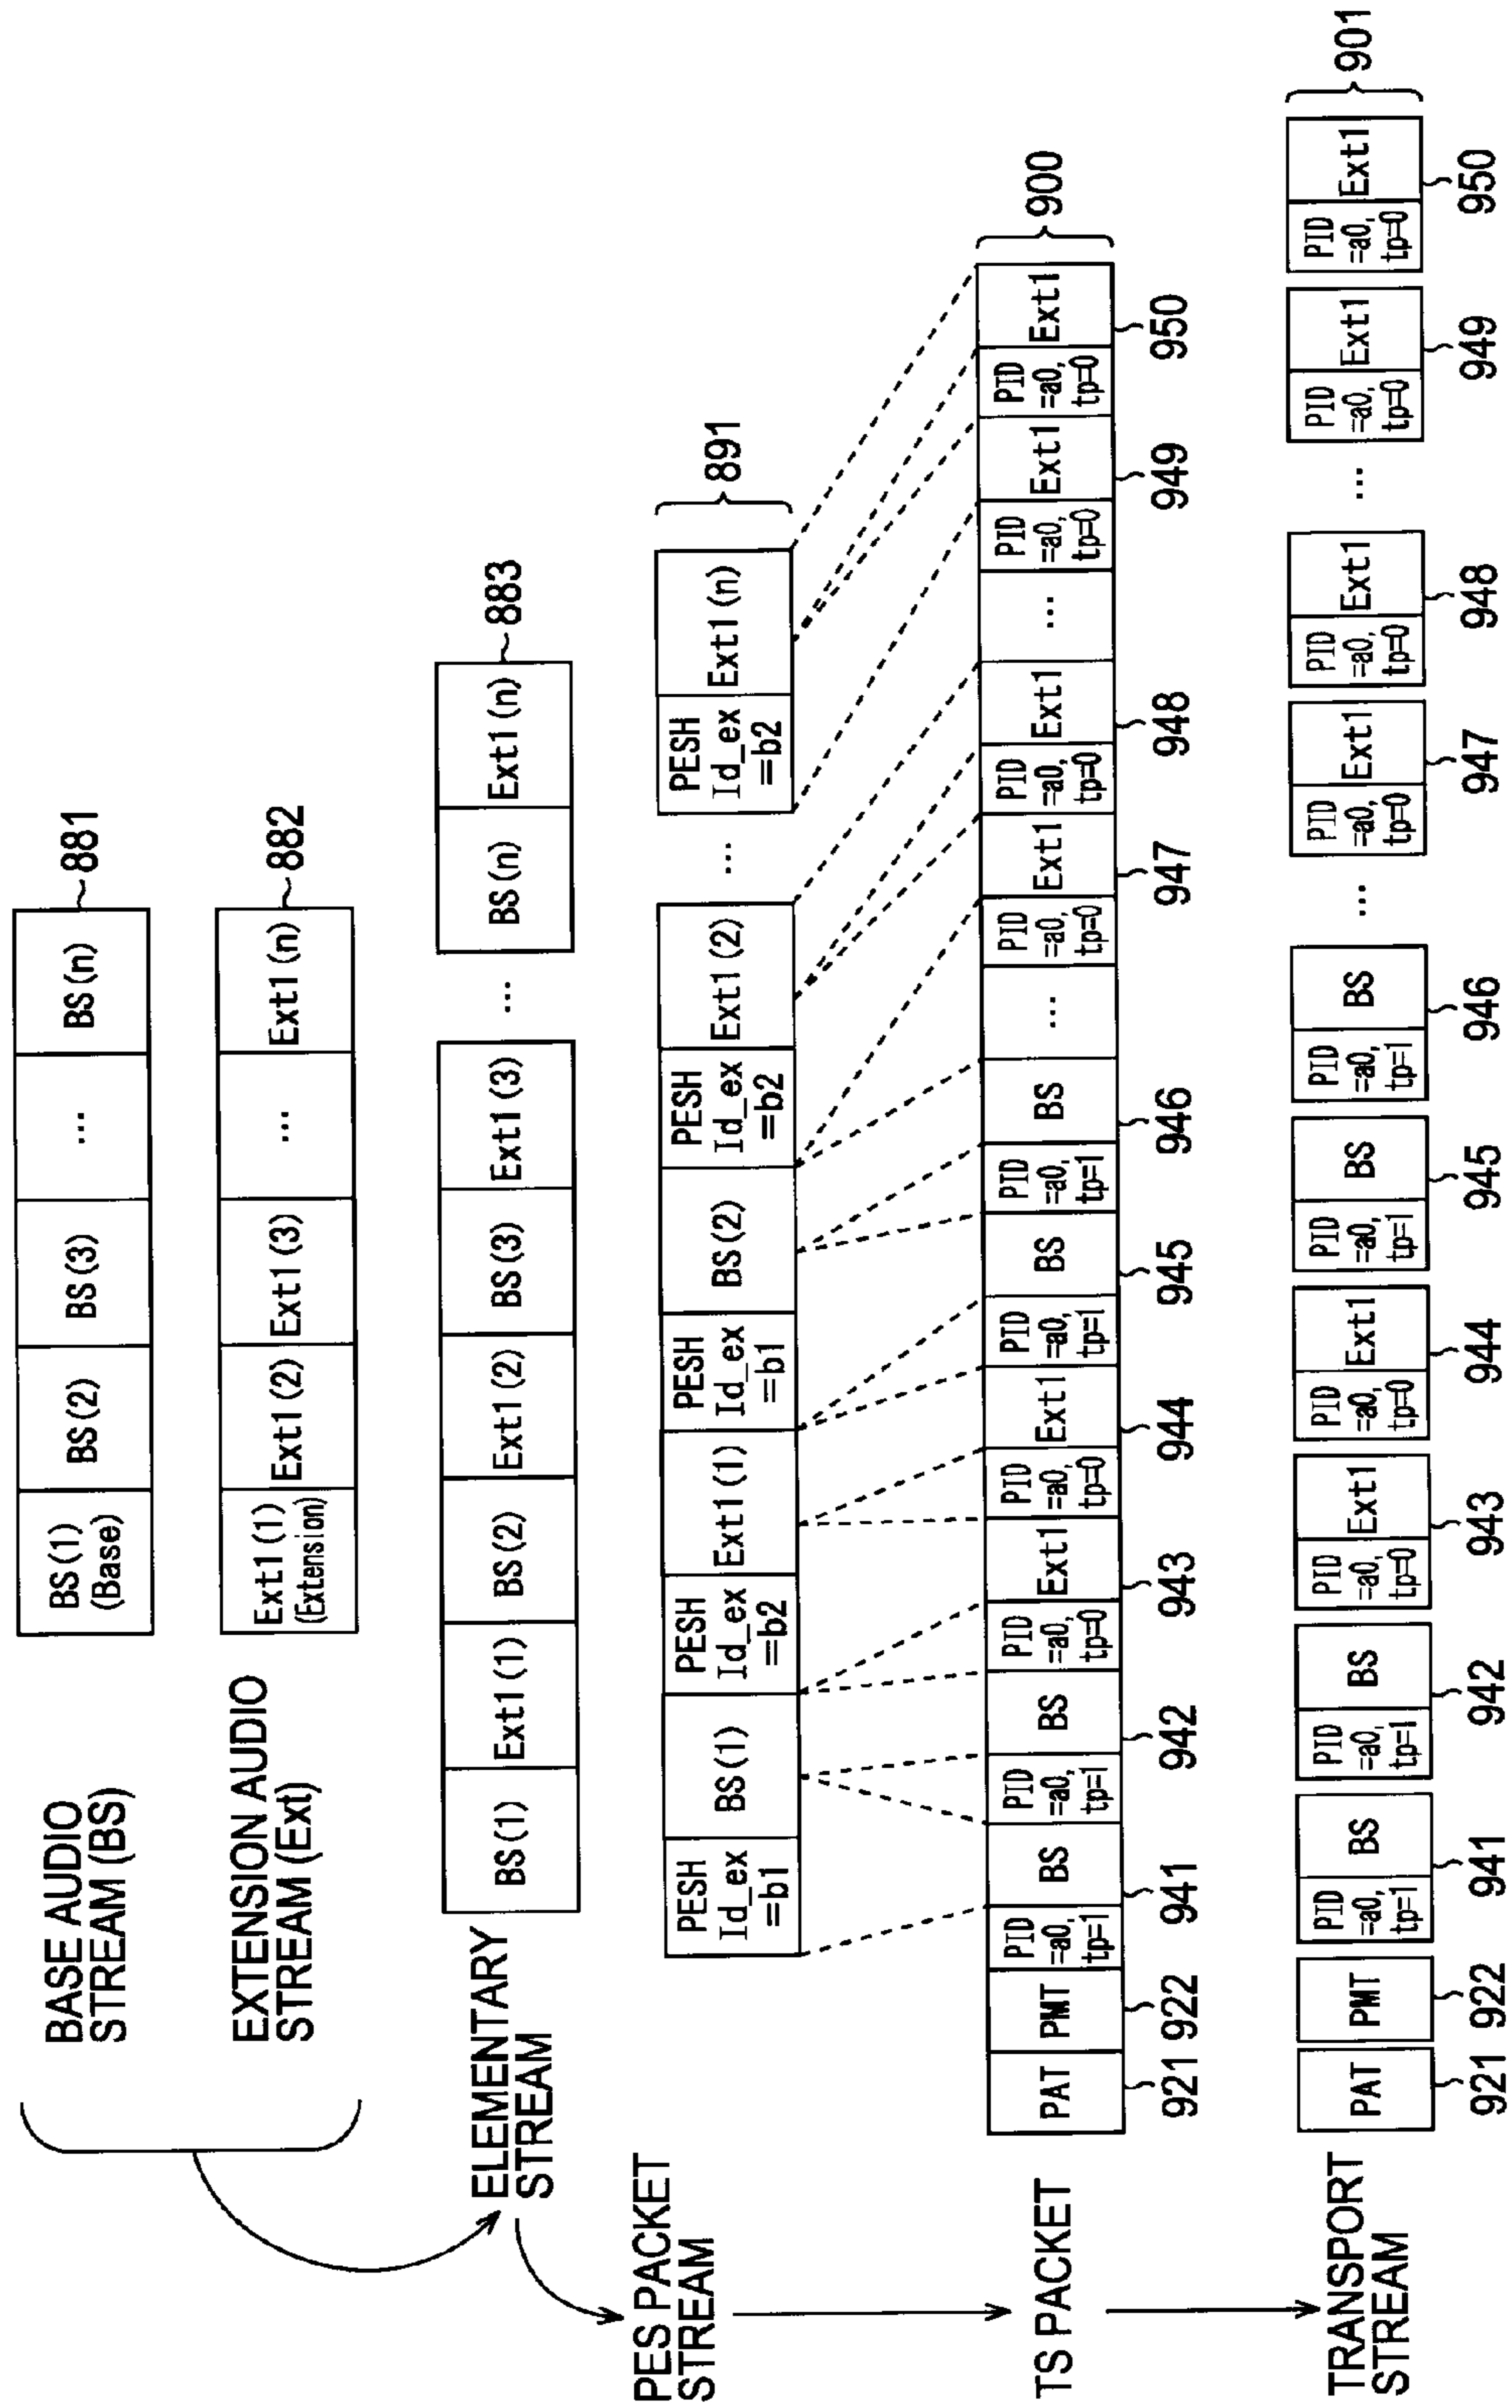 BASE AUDIO
STREAM (BS)
BS(1)
(Base)
BS(2)
BS(3)
...
BS(n)
881
EXTENSION AUDIO
STREAM (Ext)
Ext1(1)
(Extension)
Ext1(2)
Ext1(3)
...
Ext1(n)
882
ELEMENTARY
STREAM
BS(1)
Ext1(1)
BS(2)
Ext1(2)
BS(3)
Ext1(3)
...
BS(n)
Ext1(n)
883
PES PACKET
STREAM
PESH
Id_ex
=b1
BS(1)
PESH
Id_ex
=b2
Ext1(1)
PESH
Id_ex
=b1
BS(2)
PESH
Id_ex
=b2
Ext1(2)
...
PESH
Id_ex
=b2
Ext1(n)
891
TS PACKET
PAT
PMT
PID
=a0,
tp=1
BS
PID
=a0,
tp=1
BS
PID
=a0,
tp=0
Ext1
PID
=a0,
tp=0
Ext1
PID
=a0,
tp=1
BS
PID
=a0,
tp=1
BS
...
PID
=a0,
tp=0
Ext1
PID
=a0,
tp=0
Ext1
...
PID
=a0,
tp=0
Ext1
PID
=a0,
tp=0
Ext1
900
921
922
941
942
943
944
945
946
947
948
949
950
TRANSPORT
STREAM
PAT
PMT
PID
=a0,
tp=1
BS
PID
=a0,
tp=1
BS
PID
=a0,
tp=0
Ext1
PID
=a0,
tp=0
Ext1
PID
=a0,
tp=1
BS
PID
=a0,
tp=1
BS
...
PID
=a0,
tp=0
Ext1
PID
=a0,
tp=0
Ext1
...
PID
=a0,
tp=0
Ext1
PID
=a0,
tp=0
Ext1
901
921
922
941
942
943
944
945
946
947
948
949
950